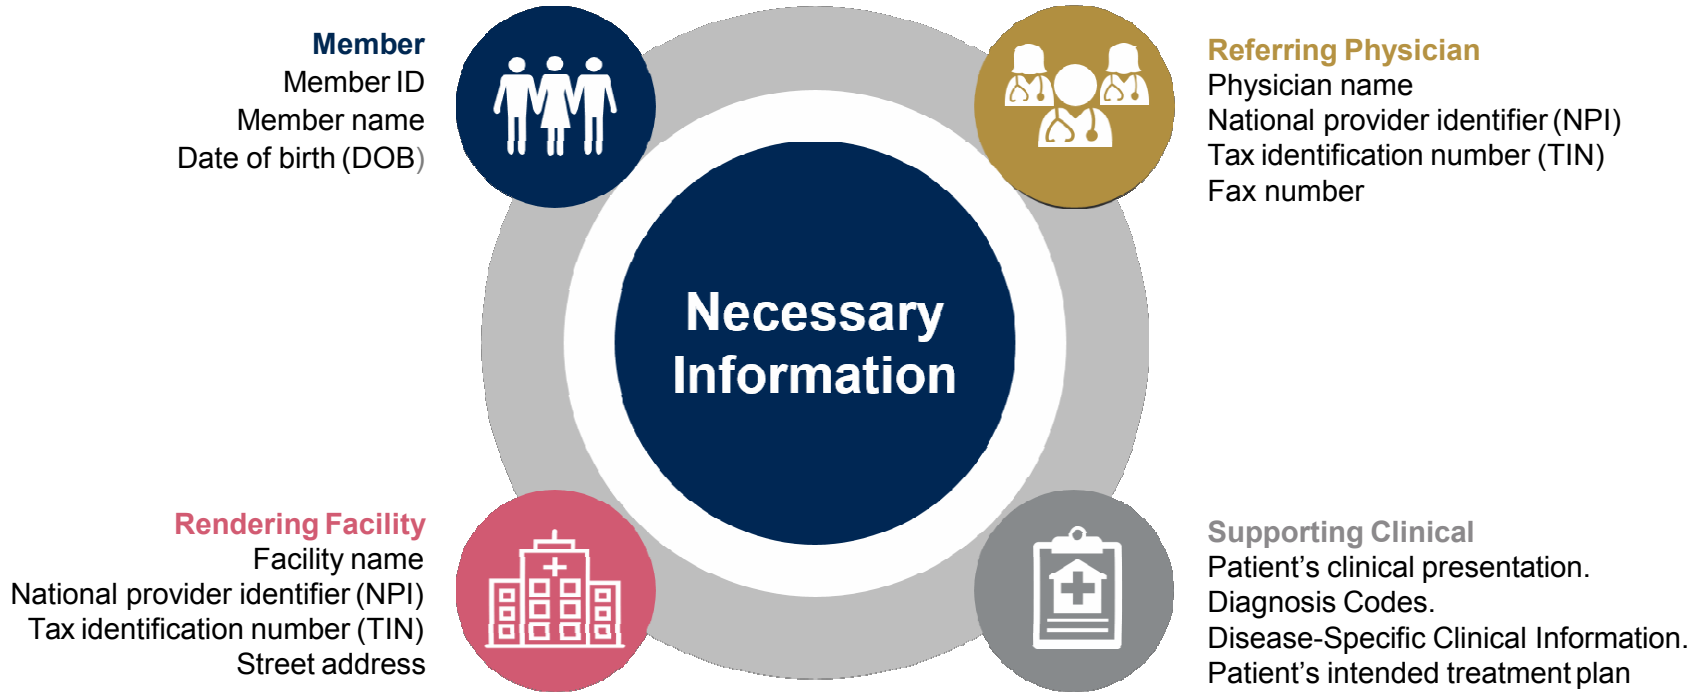 Member
Member ID
Member name
Date of birth (DOB)
Referring Physician
Physician name
National provider identifier (NPI)
Tax identification number (TIN)
Fax number
Necessary
Information
Rendering Facility
Facility name
National provider identifier (NPI)
Tax identification number (TIN)
Street address
Supporting Clinical
Patient’s clinical presentation.
Diagnosis Codes.
Disease-Specific Clinical Information.
Patient’s intended treatment plan